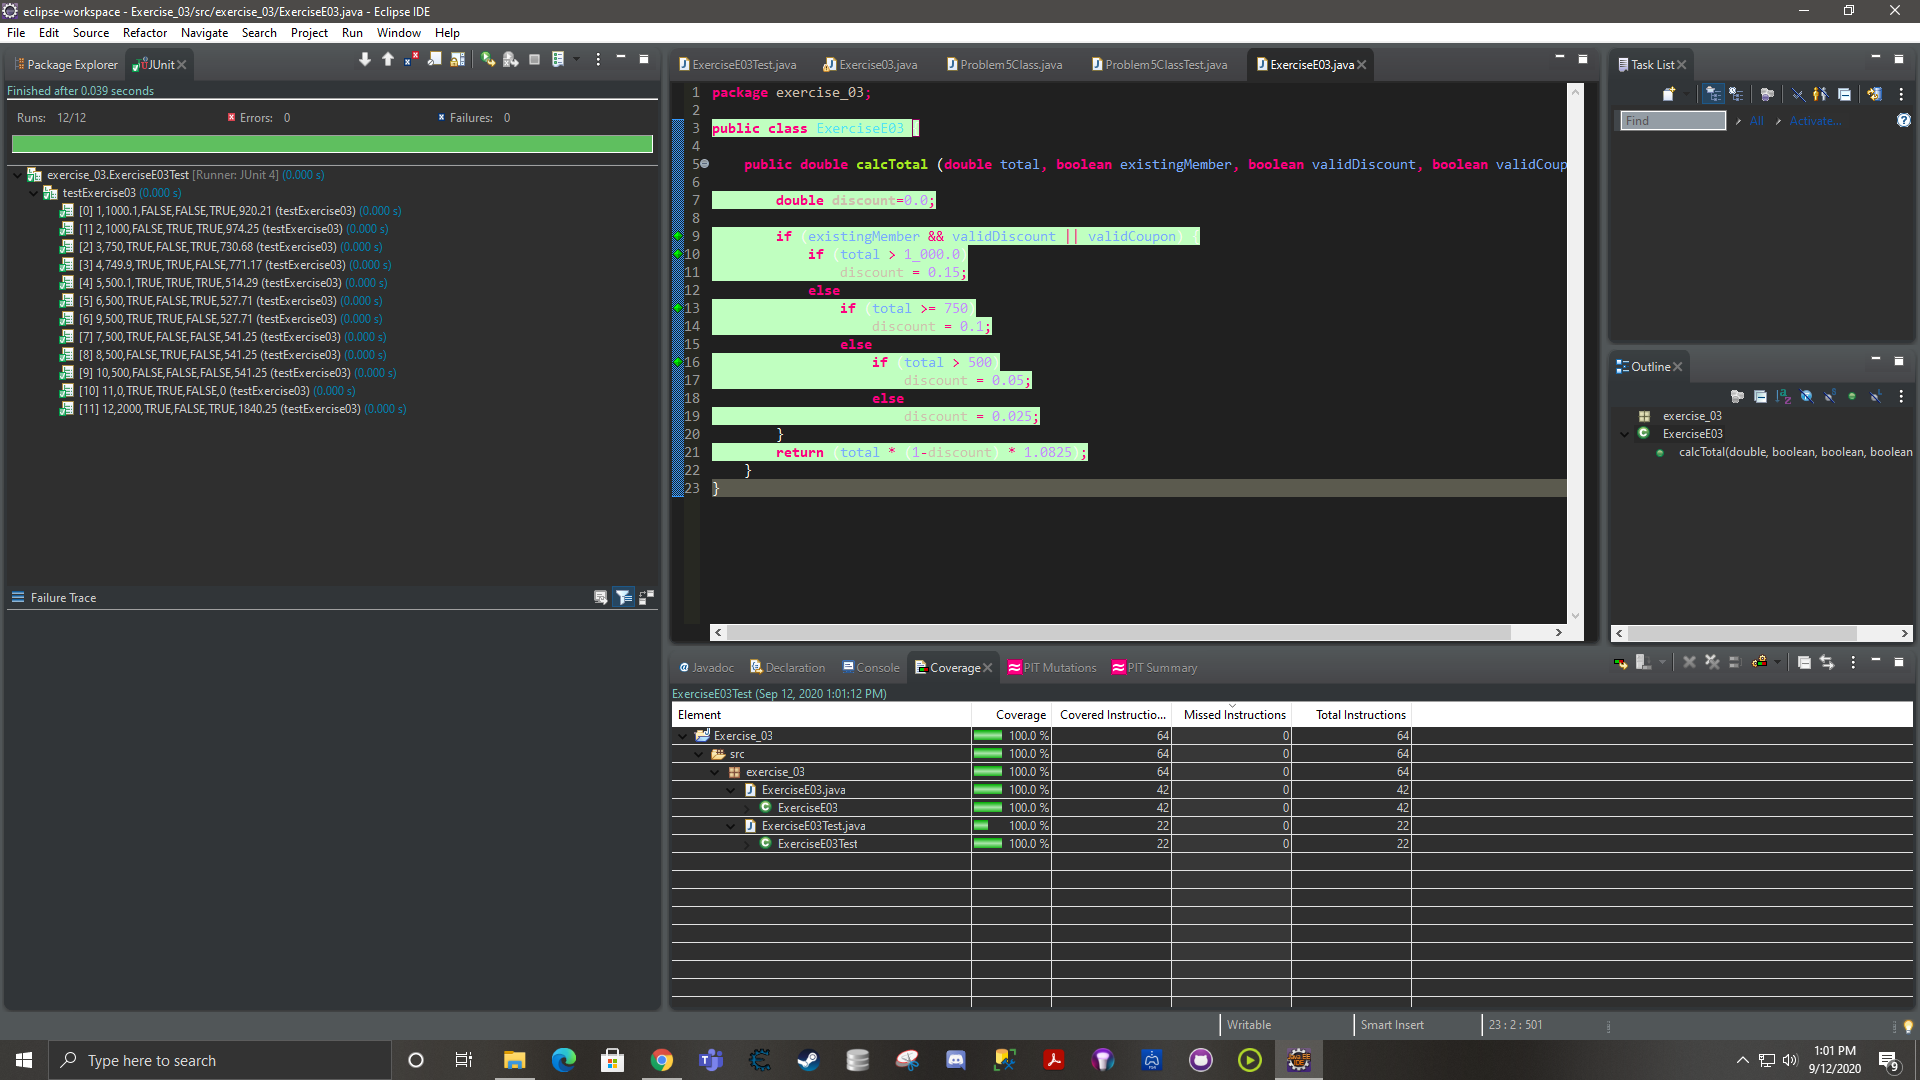 eclipse-workspace - Exercise_03/src/exercise_03/ExerciseE03.java - Eclipse IDE
File Edit Source Refactor Navigate Search Project Run Window Help
Package Explorer JUnit
Finished after 0.039 seconds
Runs: 12/12 Errors: 0 Failures: 0
exercise_03.ExerciseE03Test [Runner: JUnit 4] (0.000 s)
testExercise03 (0.000 s)
[0] 1,1000.1,FALSE,FALSE,TRUE,920.21 (testExercise03) (0.000 s)
[1] 2,1000,FALSE,TRUE,TRUE,974.25 (testExercise03) (0.000 s)
[2] 3,750,TRUE,FALSE,TRUE,730.68 (testExercise03) (0.000 s)
[3] 4,749.9,TRUE,TRUE,FALSE,771.17 (testExercise03) (0.000 s)
[4] 5,500.1,TRUE,TRUE,TRUE,514.29 (testExercise03) (0.000 s)
[5] 6,500,TRUE,FALSE,TRUE,527.71 (testExercise03) (0.000 s)
[6] 9,500,TRUE,TRUE,FALSE,527.71 (testExercise03) (0.000 s)
[7] 7,500,TRUE,FALSE,FALSE,541.25 (testExercise03) (0.000 s)
[8] 8,500,FALSE,TRUE,FALSE,541.25 (testExercise03) (0.000 s)
[9] 10,500,FALSE,FALSE,FALSE,541.25 (testExercise03) (0.000 s)
[10] 11,0,TRUE,TRUE,FALSE,0 (testExercise03) (0.000 s)
[11] 12,2000,TRUE,FALSE,TRUE,1840.25 (testExercise03) (0.000 s)
Failure Trace
ExerciseE03Test.java Exercise03.java Problem5Class.java Problem5ClassTest.java ExerciseE03.java
1 package exercise_03;
2
3 public class ExerciseE03 {
4
5 public double calcTotal (double total, boolean existingMember, boolean validDiscount, boolean validCoup
6
7 double discount=0.0;
8
9 if (existingMember && validDiscount || validCoupon) {
10 if (total > 1_000.0)
11 discount = 0.15;
12 else
13 if (total >= 750)
14 discount = 0.1;
15 else
16 if (total > 500)
17 discount = 0.05;
18 else
19 discount = 0.025;
20 }
21 return (total * (1-discount) * 1.0825);
22 }
23 }
Task List
Find All Activate...
Outline
exercise_03
ExerciseE03
calcTotal(double, boolean, boolean, boolean
Javadoc Declaration Console Coverage PIT Mutations PIT Summary
ExerciseE03Test (Sep 12, 2020 1:01:12 PM)
Element Coverage Covered Instructio... Missed Instructions Total Instructions
Exercise_03 100.0 % 64 0 64
src 100.0 % 64 0 64
exercise_03 100.0 % 64 0 64
ExerciseE03.java 100.0 % 42 0 42
ExerciseE03 100.0 % 42 0 42
ExerciseE03Test.java 100.0 % 22 0 22
ExerciseE03Test 100.0 % 22 0 22
Writable Smart Insert 23 : 2 : 501
Type here to search
1:01 PM
9/12/2020
9